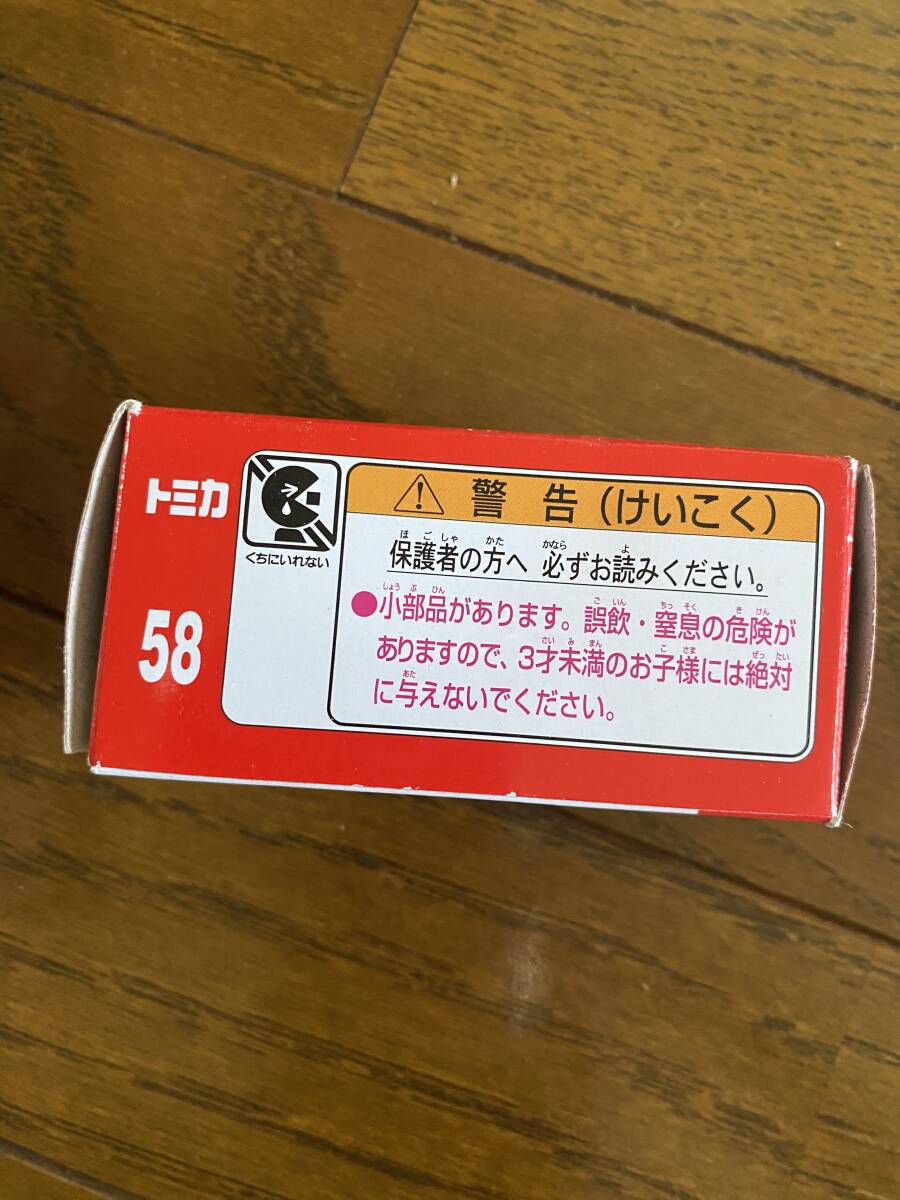 トミカ
58
くちにいれない
警告(けいこく)
保護者の方へ 必ずお読みください。
●小部品があります。誤飲・窒息の危険が
ありますので、3才未満のお子様には絶対
に与えないでください。